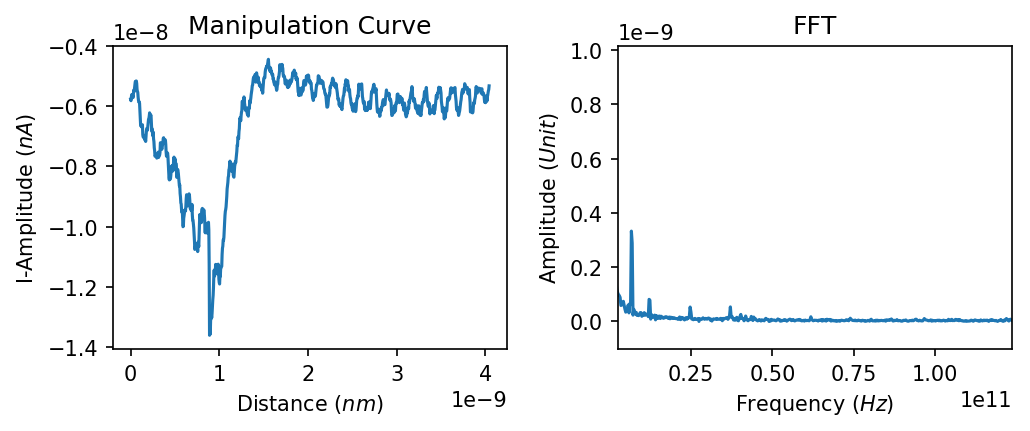 Manipulation Curve
1e−8
−0.4
−0.6
−0.8
−1.0
−1.2
−1.4
I-Amplitude (nA)
0 1 2 3 4
Distance (nm)
1e−9
FFT
1e−9
1.0
0.8
0.6
0.4
0.2
0.0
Amplitude (Unit)
0.25 0.50 0.75 1.00
Frequency (Hz)
1e11